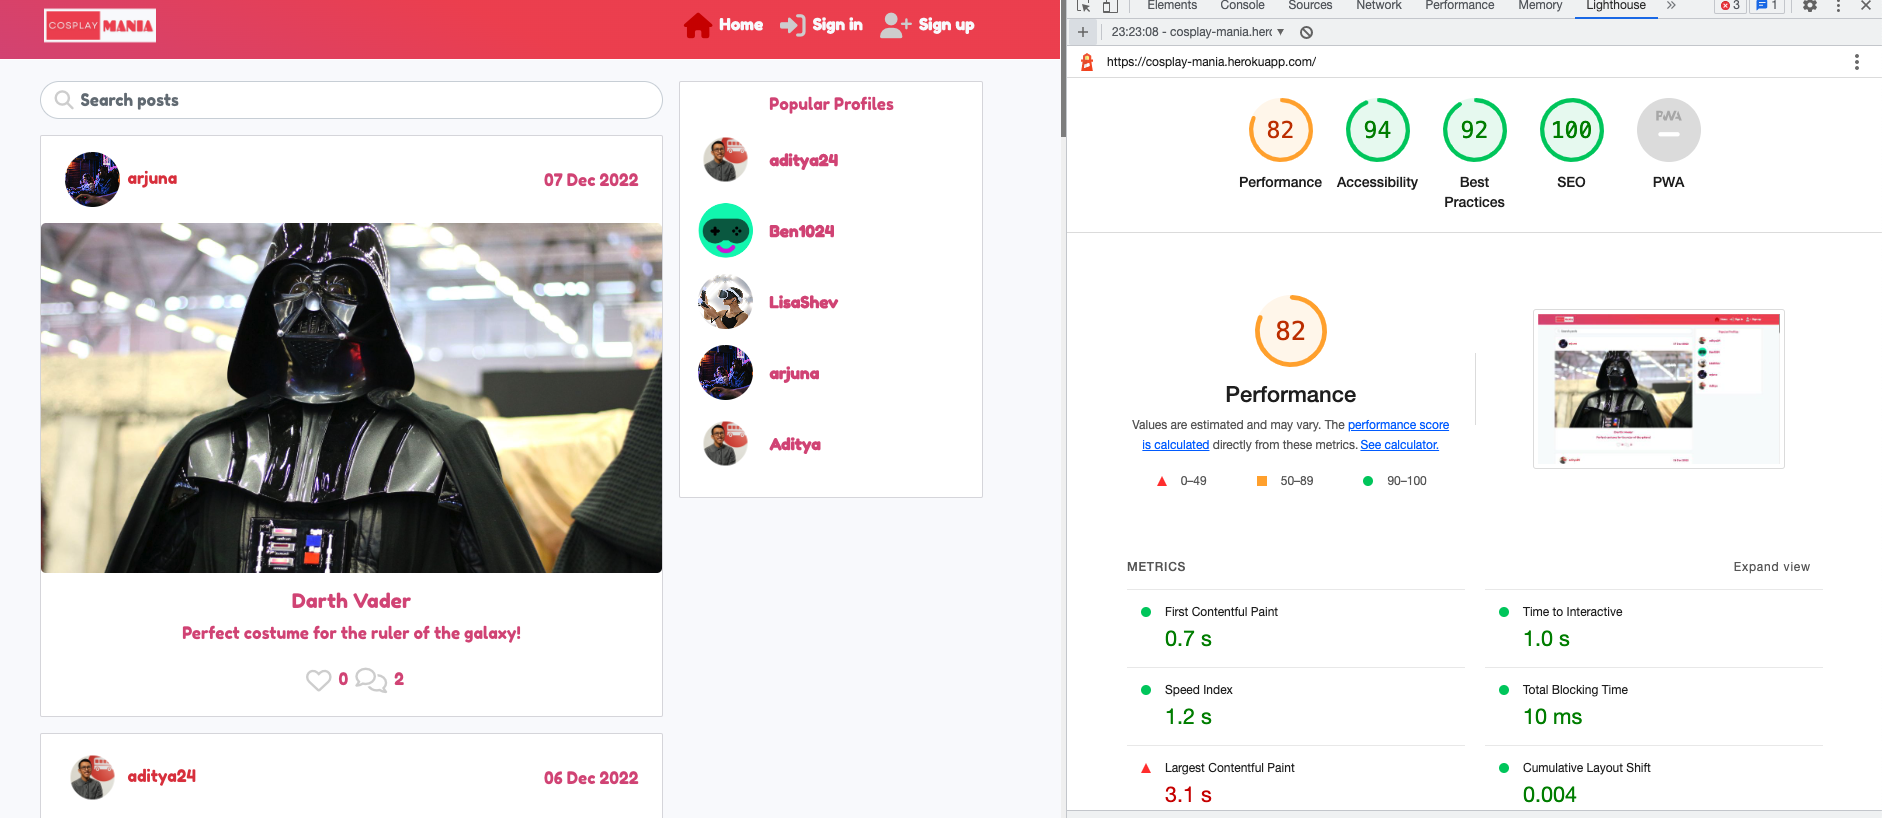 COSPLAY MANIA
Home Sign in Sign up
Search posts
arjuna 07 Dec 2022
Darth Vader
Perfect costume for the ruler of the galaxy!
0 2
aditya24 06 Dec 2022
Popular Profiles
aditya24
Ben1024
LisaShev
arjuna
Aditya
Elements Console Sources Network Performance Memory Lighthouse » 3 1
23:23:08 - cosplay-mania.herc
https://cosplay-mania.herokuapp.com/
82 94 92 100 PWA
Performance Accessibility Best Practices SEO PWA
82
Performance
Values are estimated and may vary. The performance score
is calculated directly from these metrics. See calculator.
0–49 50–89 90–100
METRICS Expand view
First Contentful Paint
0.7 s
Time to Interactive
1.0 s
Speed Index
1.2 s
Total Blocking Time
10 ms
Largest Contentful Paint
3.1 s
Cumulative Layout Shift
0.004